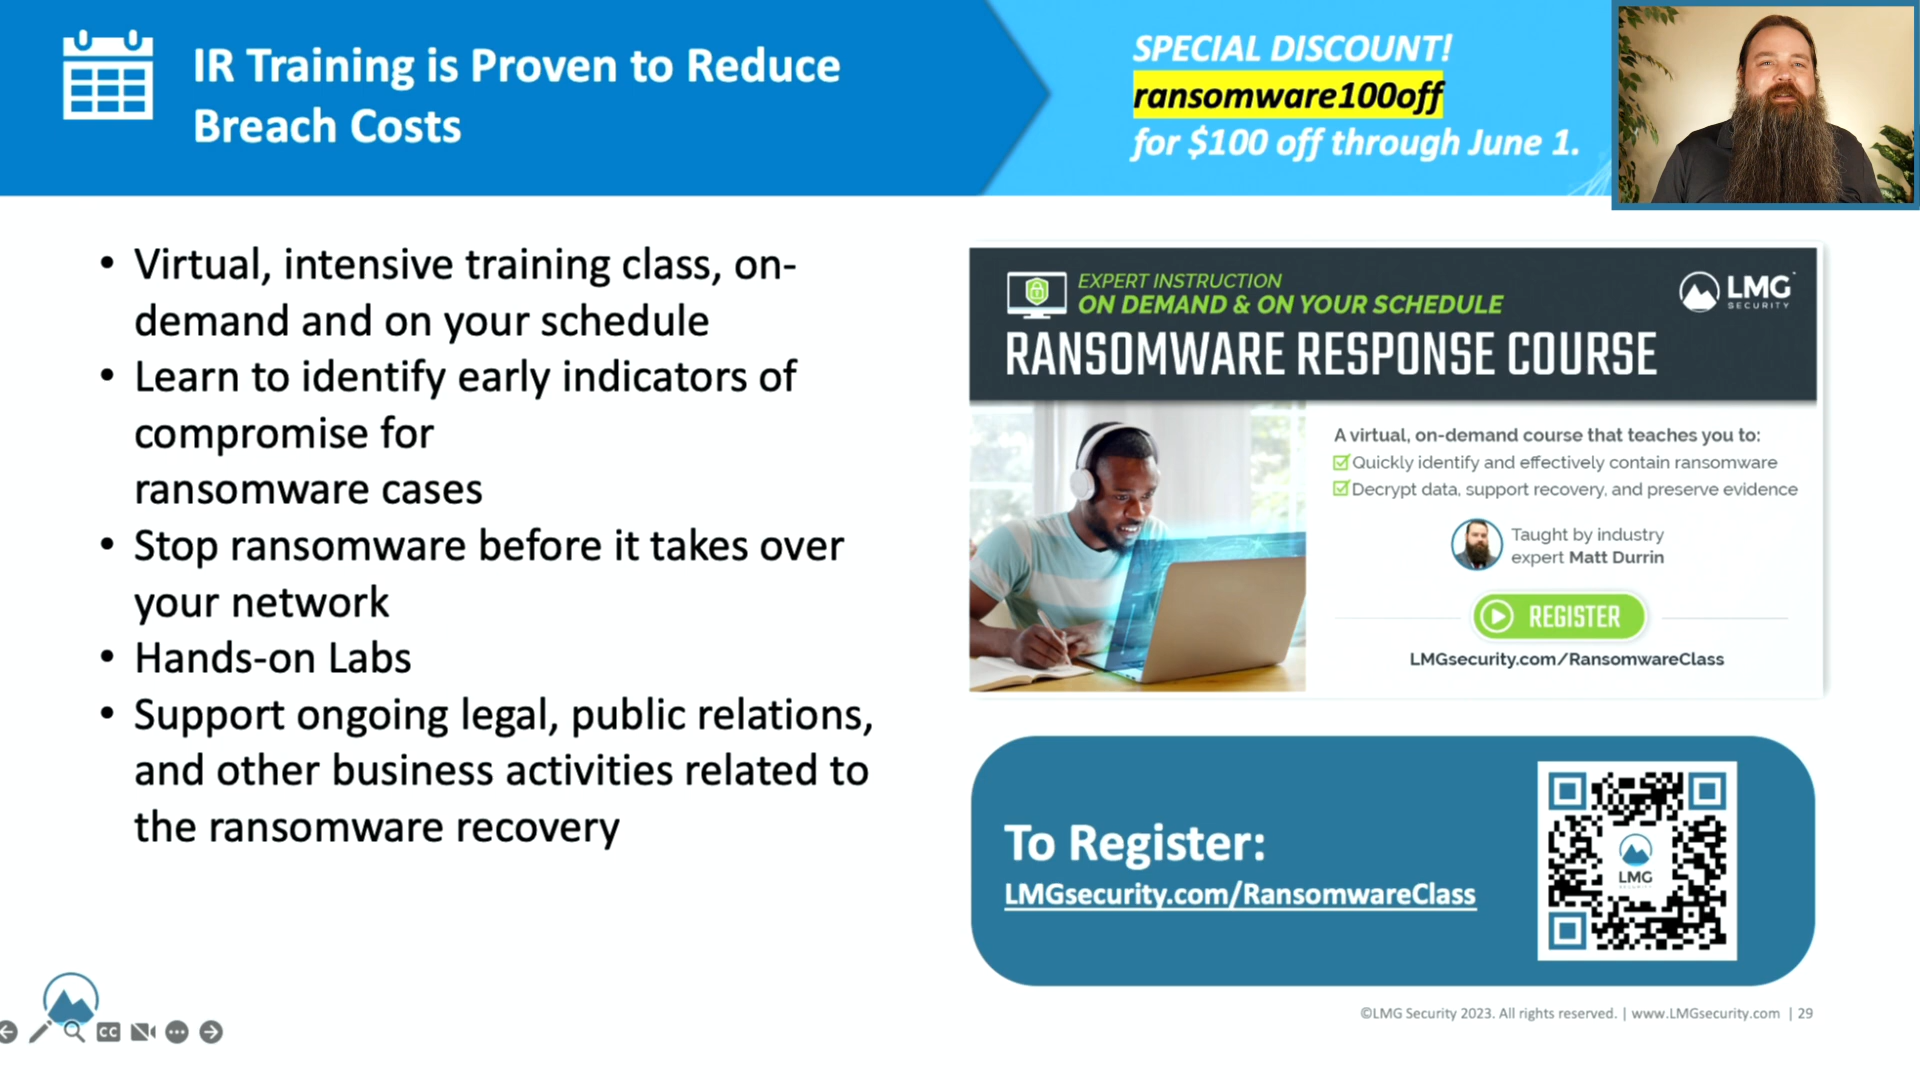 IR Training is Proven to Reduce
Breach Costs
SPECIAL DISCOUNT!
ransomware100off
for $100 off through June 1.
• Virtual, intensive training class, on-
demand and on your schedule
• Learn to identify early indicators of
compromise for
ransomware cases
• Stop ransomware before it takes over
your network
• Hands-on Labs
• Support ongoing legal, public relations,
and other business activities related to
the ransomware recovery
EXPERT INSTRUCTION
ON DEMAND & ON YOUR SCHEDULE
RANSOMWARE RESPONSE COURSE
LMG
SECURITY
A virtual, on-demand course that teaches you to:
Quickly identify and effectively contain ransomware
Decrypt data, support recovery, and preserve evidence
Taught by industry
expert Matt Durrin
REGISTER
LMGsecurity.com/RansomwareClass
To Register:
LMGsecurity.com/RansomwareClass
LMG
CC
©LMG Security 2023. All rights reserved. | www.LMGsecurity.com | 29